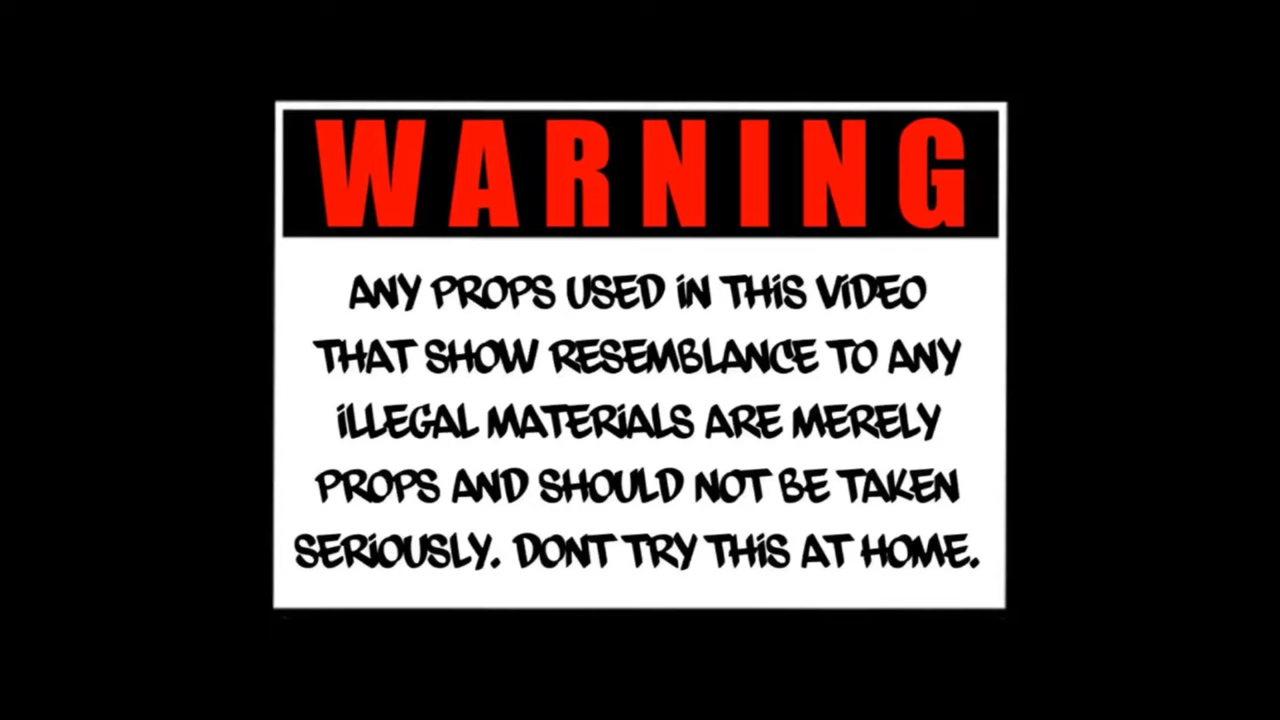 WARNING
ANY PROPS USED iN THiS ViDEO
THAT SHOW RESEMBLANCE TO ANY
iLLEGAL MATERiALS ARE MERELY
PROPS AND SHOULD NOT BE TAKEN
SERiOUSLY. DONT TRY THiS AT HOME.